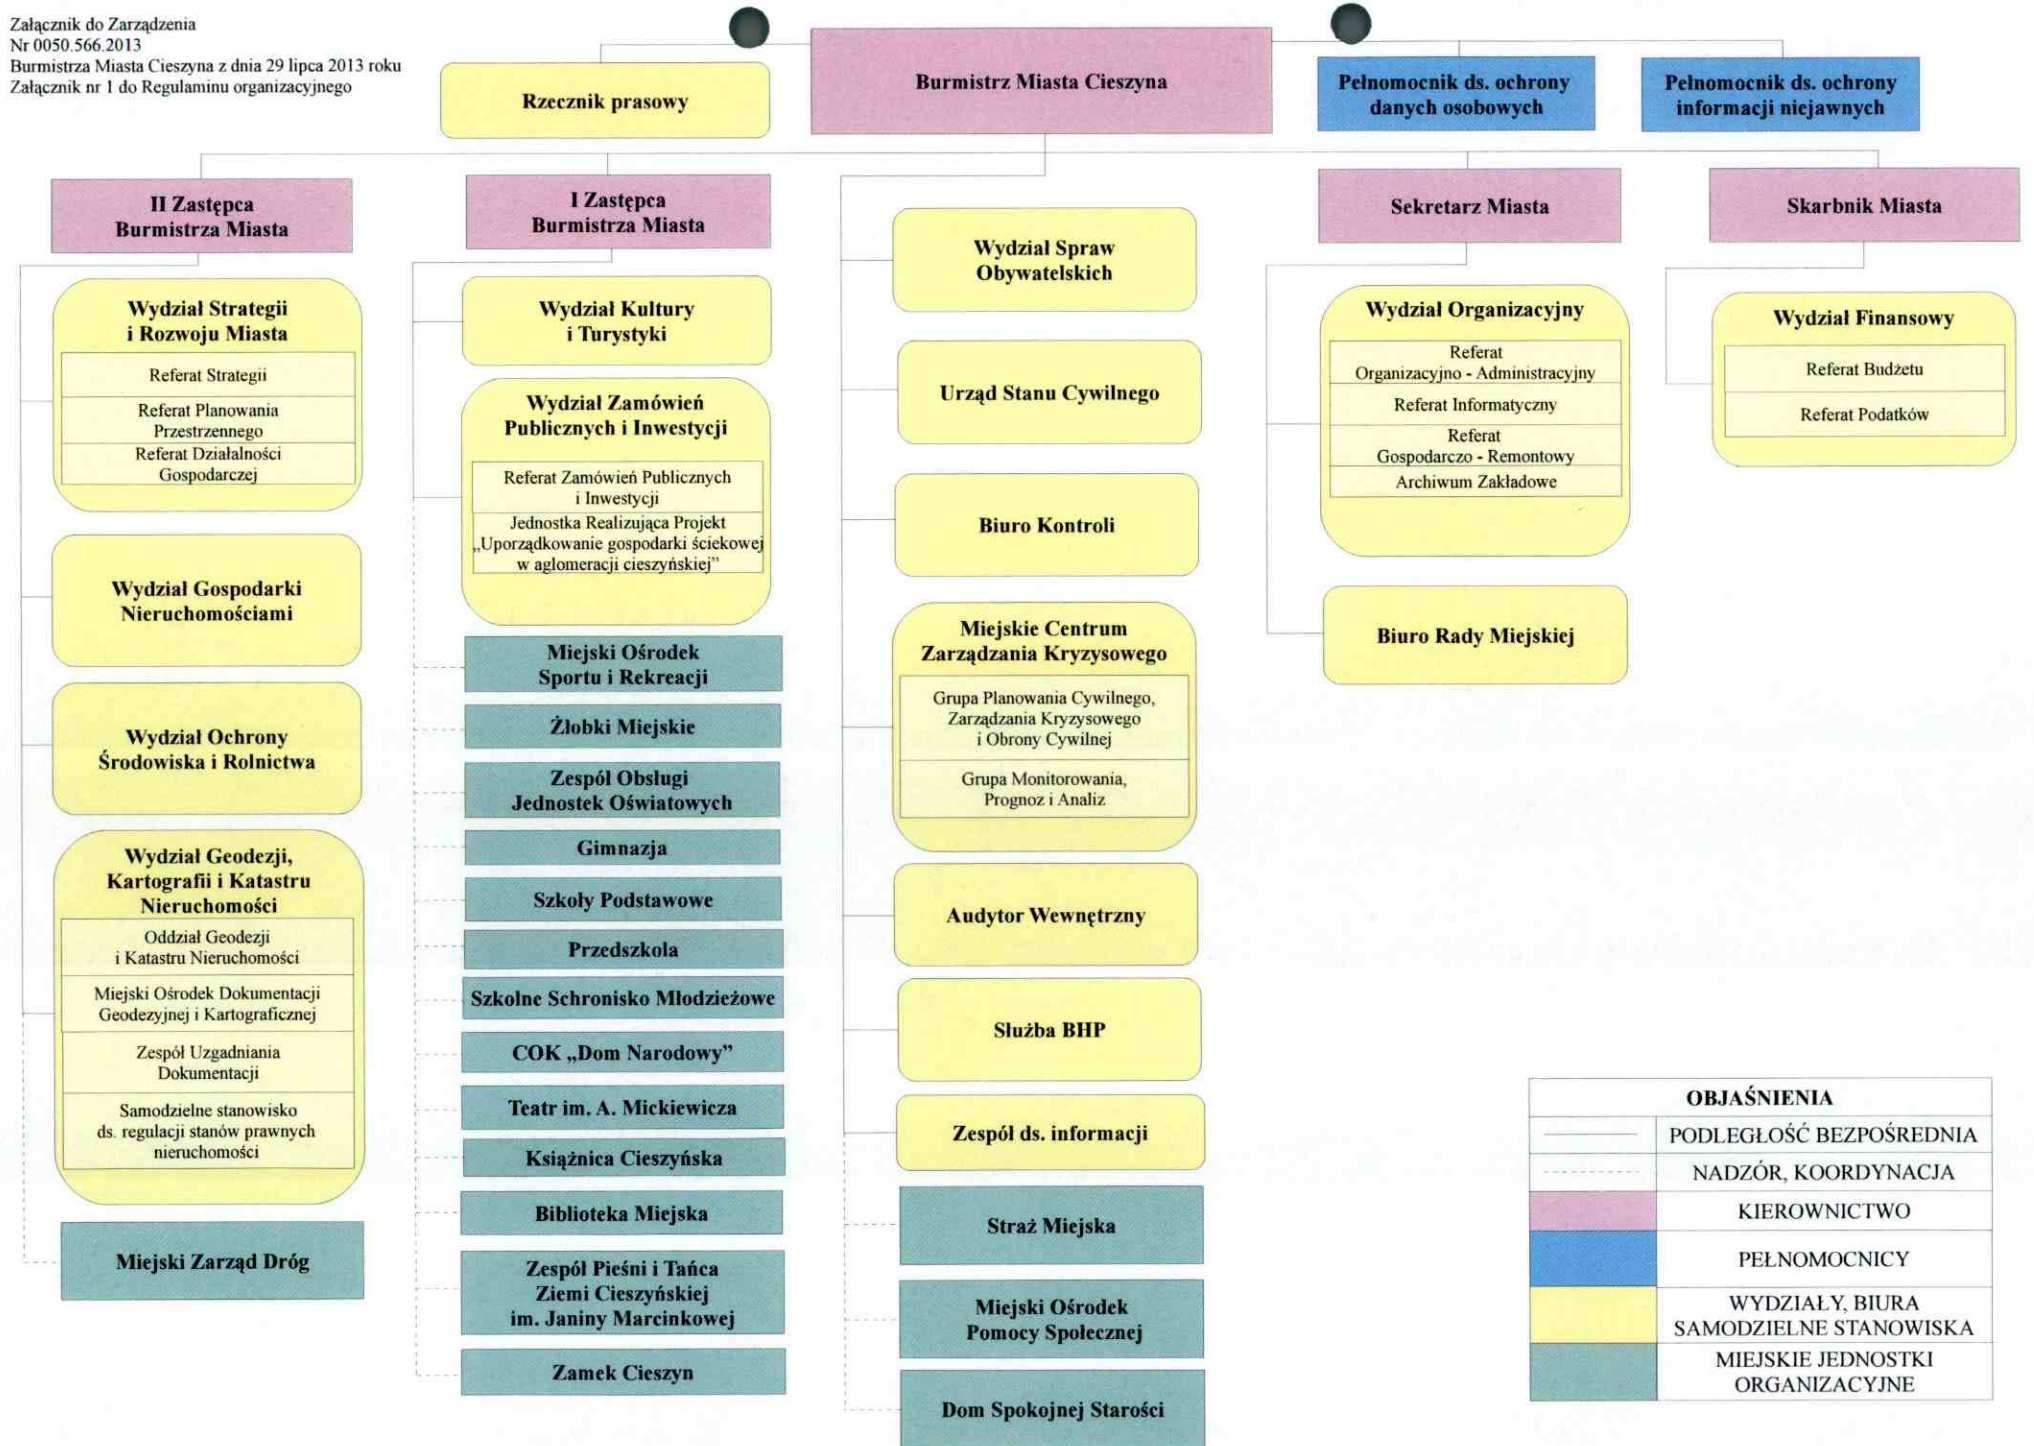 Załącznik do Zarządzenia
Nr 0050.566.2013
Burmistrza Miasta Cieszyna z dnia 29 lipca 2013 roku
Załącznik nr 1 do Regulaminu organizacyjnego
Rzecznik prasowy
Burmistrz Miasta Cieszyna
Pełnomocnik ds. ochrony
danych osobowych
Pełnomocnik ds. ochrony
informacji niejawnych
II Zastępca
Burmistrza Miasta
Wydział Strategii
i Rozwoju Miasta
Referat Strategii
Referat Planowania
Przestrzennego
Referat Działalności
Gospodarczej
Wydział Gospodarki
Nieruchomościami
Wydział Ochrony
Środowiska i Rolnictwa
Wydział Geodezji,
Kartografii i Katastru
Nieruchomości
Oddział Geodezji
i Katastru Nieruchomości
Miejski Ośrodek Dokumentacji
Geodezyjnej i Kartograficznej
Zespół Uzgadniania
Dokumentacji
Samodzielne stanowisko
ds. regulacji stanów prawnych
nieruchomości
Miejski Zarząd Dróg
I Zastępca
Burmistrza Miasta
Wydział Kultury
i Turystyki
Wydział Zamówień
Publicznych i Inwestycji
Referat Zamówień Publicznych
i Inwestycji
Jednostka Realizująca Projekt
„Uporządkowanie gospodarki ściekowej
w aglomeracji cieszyńskiej”
Miejski Ośrodek
Sportu i Rekreacji
Żłobki Miejskie
Zespół Obsługi
Jednostek Oświatowych
Gimnazja
Szkoły Podstawowe
Przedszkola
Szkolne Schronisko Młodzieżowe
COK „Dom Narodowy”
Teatr im. A. Mickiewicza
Książnica Cieszyńska
Biblioteka Miejska
Zespół Pieśni i Tańca
Ziemi Cieszyńskiej
im. Janiny Marcinkowej
Zamek Cieszyn
Wydział Spraw
Obywatelskich
Urząd Stanu Cywilnego
Biuro Kontroli
Miejskie Centrum
Zarządzania Kryzysowego
Grupa Planowania Cywilnego,
Zarządzania Kryzysowego
i Obrony Cywilnej
Grupa Monitorowania,
Prognoz i Analiz
Audytor Wewnętrzny
Służba BHP
Zespół ds. informacji
Straż Miejska
Miejski Ośrodek
Pomocy Społecznej
Dom Spokojnej Starości
Sekretarz Miasta
Wydział Organizacyjny
Referat
Organizacyjno - Administracyjny
Referat Informatyczny
Referat
Gospodarczo - Remontowy
Archiwum Zakładowe
Biuro Rady Miejskiej
Skarbnik Miasta
Wydział Finansowy
Referat Budżetu
Referat Podatków
OBJAŚNIENIA
PODLEGŁOŚĆ BEZPOŚREDNIA
NADZÓR, KOORDYNACJA
KIEROWNICTWO
PEŁNOMOCNICY
WYDZIAŁY, BIURA
SAMODZIELNE STANOWISKA
MIEJSKIE JEDNOSTKI
ORGANIZACYJNE